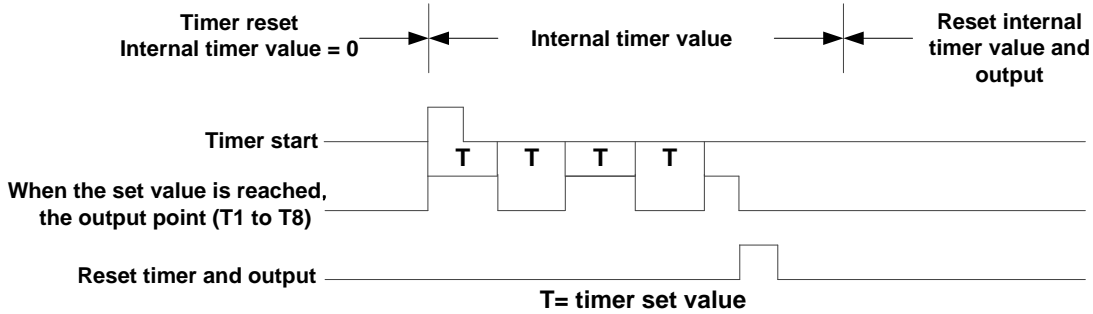 Timer reset
Internal timer value = 0
Internal timer value
Reset internal
timer value and
output
Timer start
T T T T
When the set value is reached,
the output point (T1 to T8)
Reset timer and output
T= timer set value